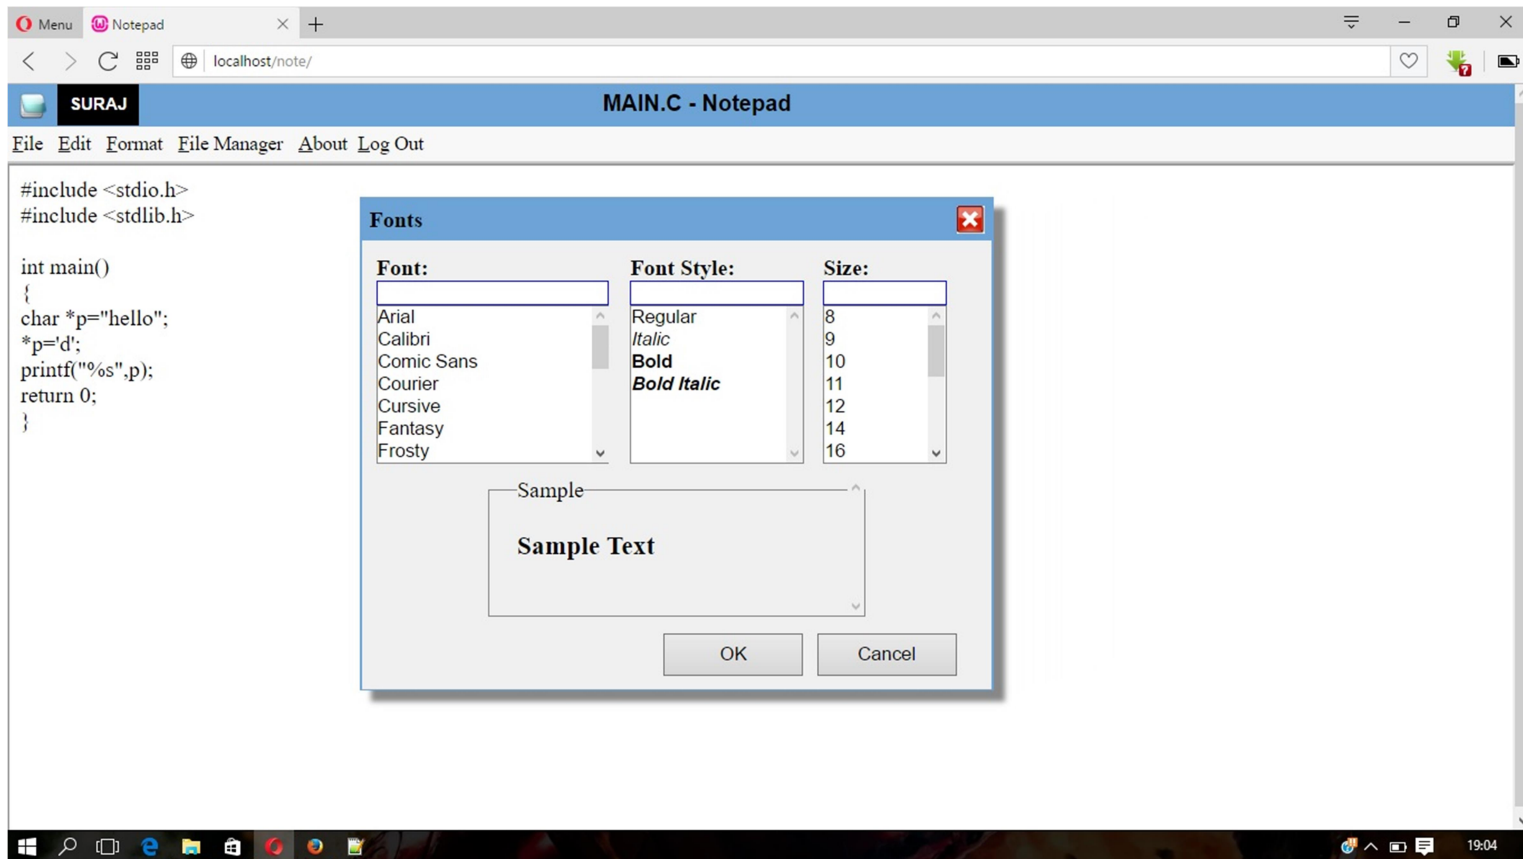 Menu
Notepad
localhost/note/
SURAJ
MAIN.C - Notepad
File Edit Format File Manager About Log Out
#include <stdio.h>
#include <stdlib.h>
int main()
{
char *p="hello";
*p='d';
printf("%s",p);
return 0;
}
Fonts
Font:
Arial
Calibri
Comic Sans
Courier
Cursive
Fantasy
Frosty
Font Style:
Regular
Italic
Bold
Bold Italic
Size:
8
9
10
11
12
14
16
Sample
Sample Text
OK
Cancel
19:04